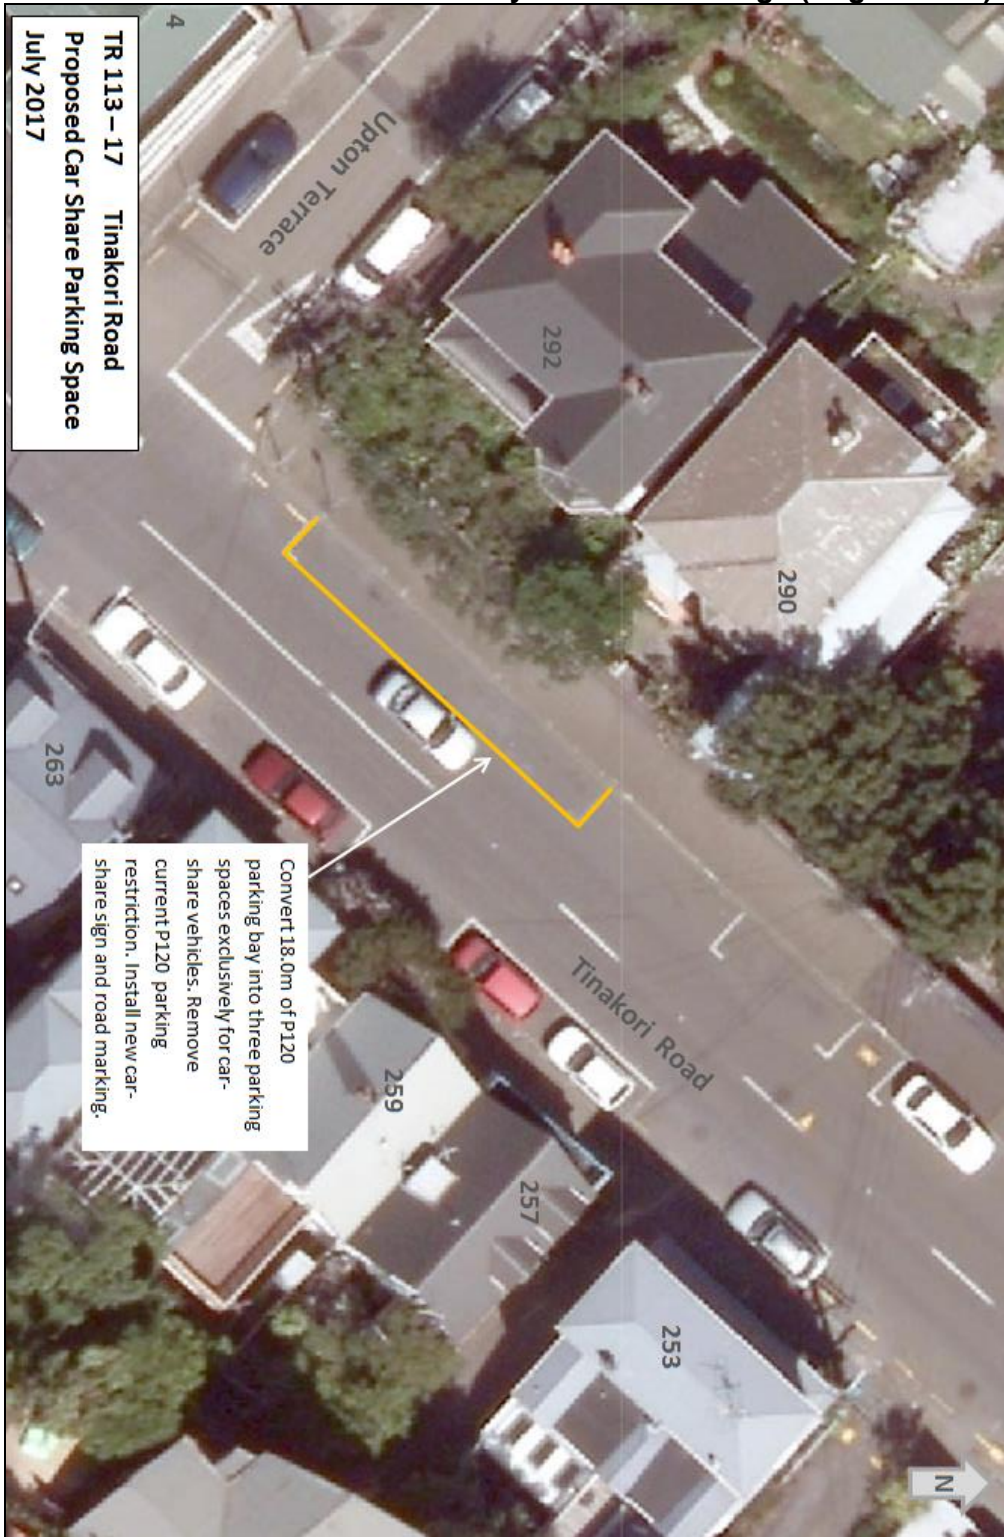 TR 113 – 17 Tinakori Road
Proposed Car Share Parking Space
July 2017
4
Upton Terrace
292
290
263
Convert 18.0m of P120
parking bay into three parking
spaces exclusively for car-
share vehicles. Remove
current P120 parking
restriction. Install new car-
share sign and road marking.
Tinakori Road
259
257
253
N